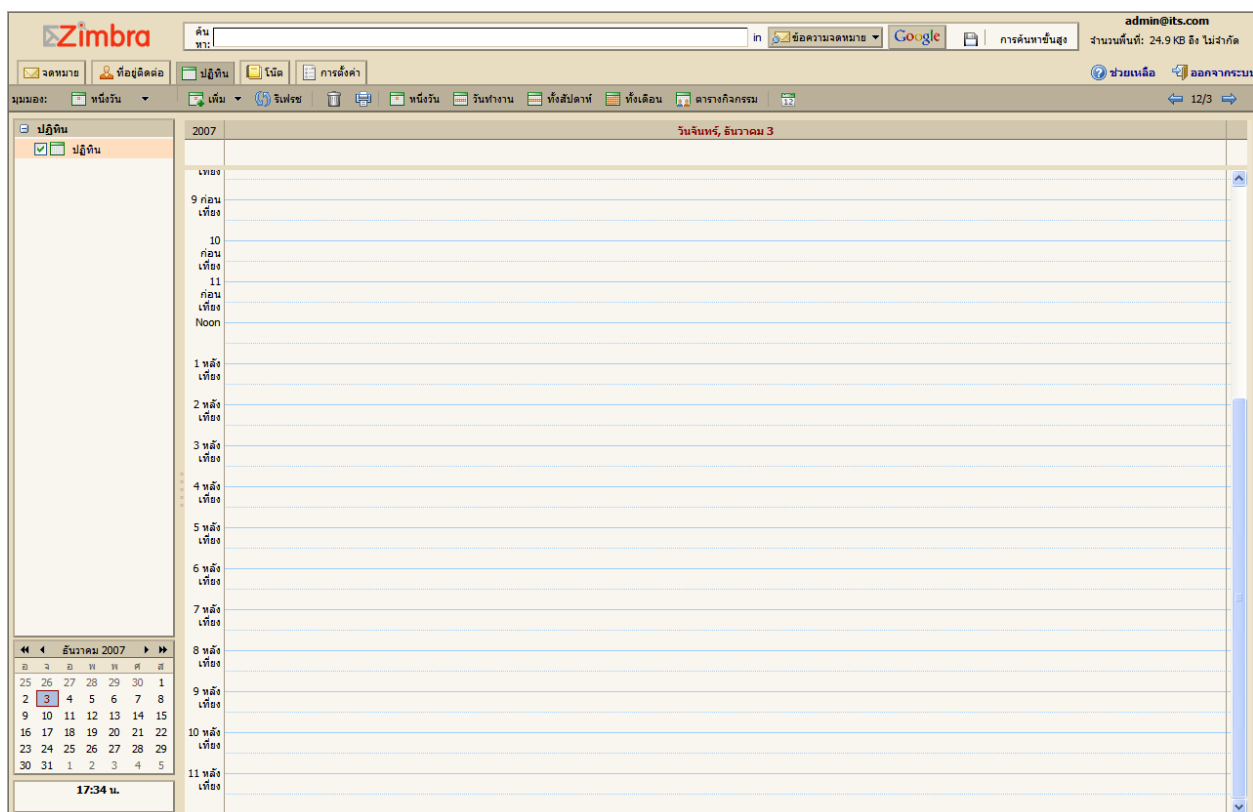 Zimbra
ค้นหา:
in ข้อความจดหมาย Google การค้นหาขั้นสูง
admin@its.com
จำนวนพื้นที่: 24.9 KB อิง ไม่จำกัด
จดหมาย ที่อยู่ติดต่อ ปฏิทิน โน้ต การตั้งค่า
ช่วยเหลือ ออกจากระบบ
มุมมอง: หนึ่งวัน เพิ่ม รีเฟรช หนึ่งวัน วันทำงาน ทั้งสัปดาห์ ทั้งเดือน ตารางกิจกรรม 12
12/3
ปฏิทิน
ปฏิทิน
2007 วันจันทร์, ธันวาคม 3
เที่ยง
9 ก่อน
เที่ยง
10
ก่อน
เที่ยง
11
ก่อน
เที่ยง
Noon
1 หลัง
เที่ยง
2 หลัง
เที่ยง
3 หลัง
เที่ยง
4 หลัง
เที่ยง
5 หลัง
เที่ยง
6 หลัง
เที่ยง
7 หลัง
เที่ยง
8 หลัง
เที่ยง
9 หลัง
เที่ยง
10 หลัง
เที่ยง
11 หลัง
เที่ยง
ธันวาคม 2007
อ จ อ พ พ ศ ส
25 26 27 28 29 30 1
2 3 4 5 6 7 8
9 10 11 12 13 14 15
16 17 18 19 20 21 22
23 24 25 26 27 28 29
30 31 1 2 3 4 5
17:34 น.